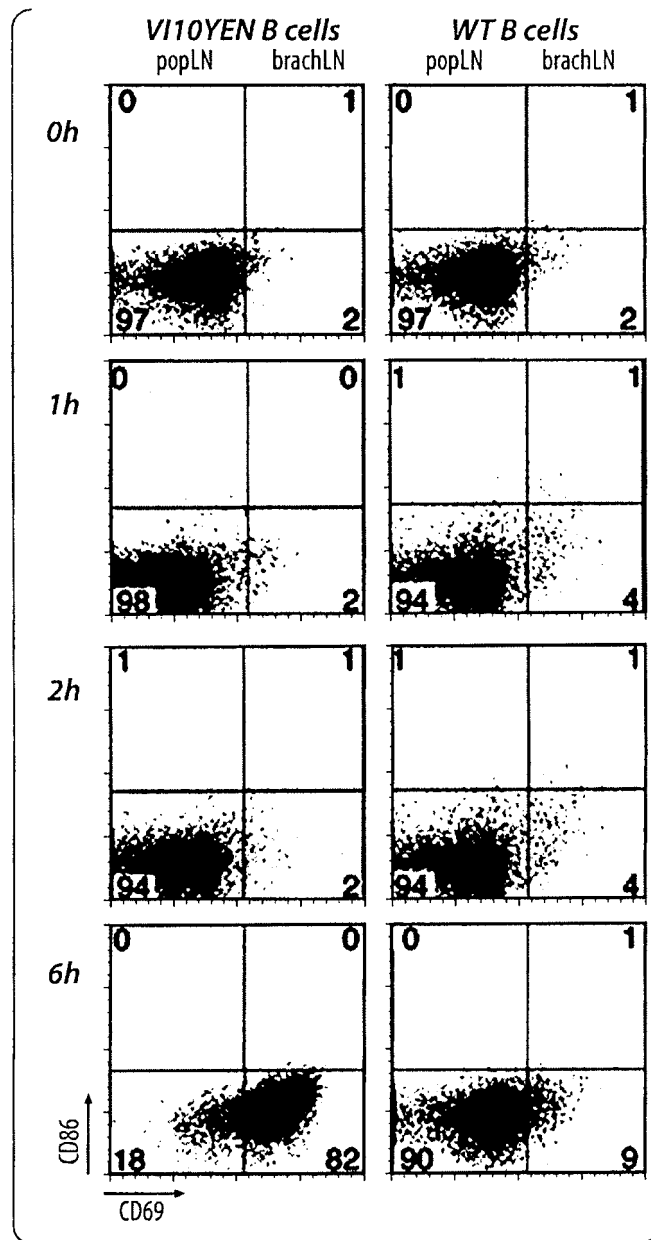 VI10YEN B cells WT B cells
popLN brachLN popLN brachLN
0h
0 1 0 1
97 2 97 2
1h
0 0 1 1
98 2 94 4
2h
1 1 1 1
94 2 94 4
6h
0 0 0 1
18 82 90 9
CD86
CD69